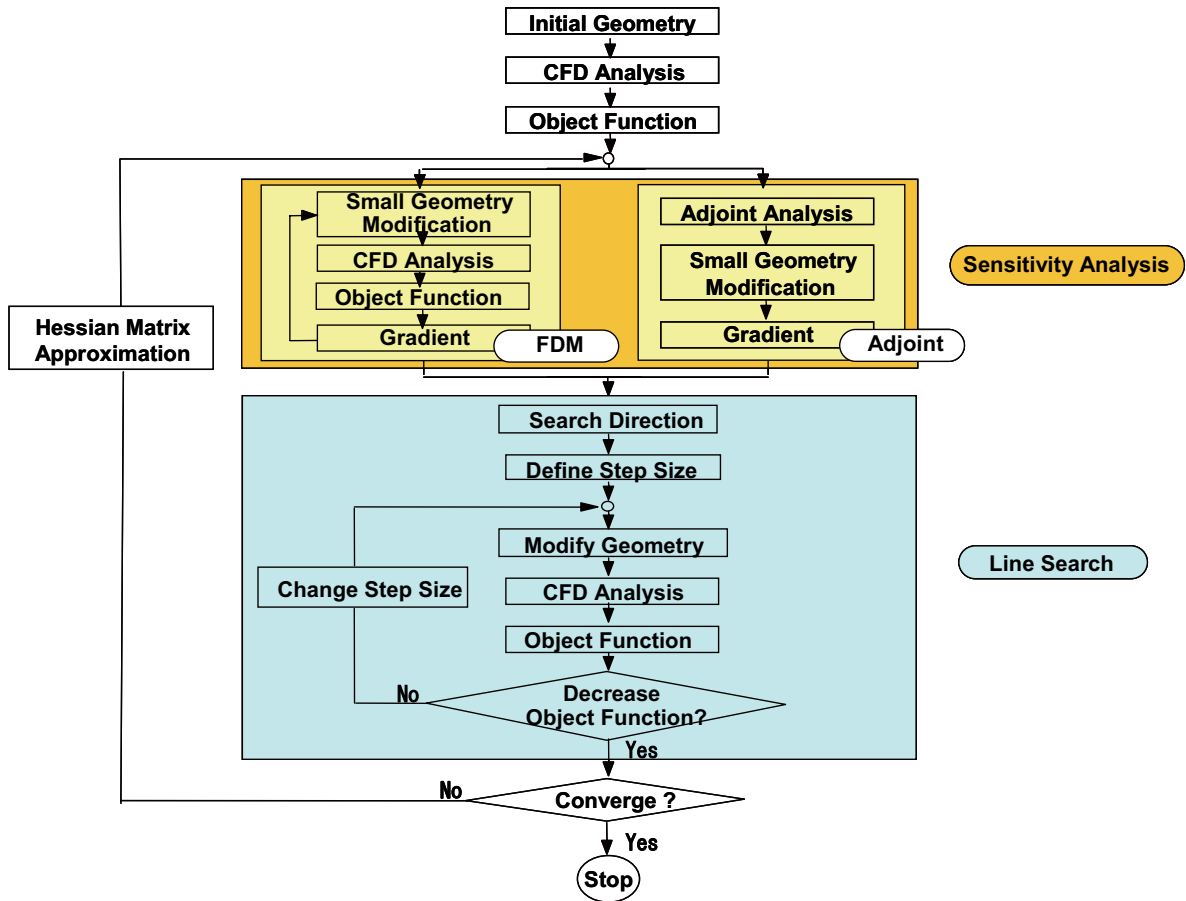 Initial Geometry
CFD Analysis
Object Function
Small Geometry
Modification
CFD Analysis
Object Function
Gradient
FDM
Adjoint Analysis
Small Geometry
Modification
Gradient
Adjoint
Sensitivity Analysis
Hessian Matrix
Approximation
Search Direction
Define Step Size
Modify Geometry
Change Step Size
CFD Analysis
Line Search
Object Function
No
Decrease
Object Function?
Yes
No
Converge ?
Yes
Stop